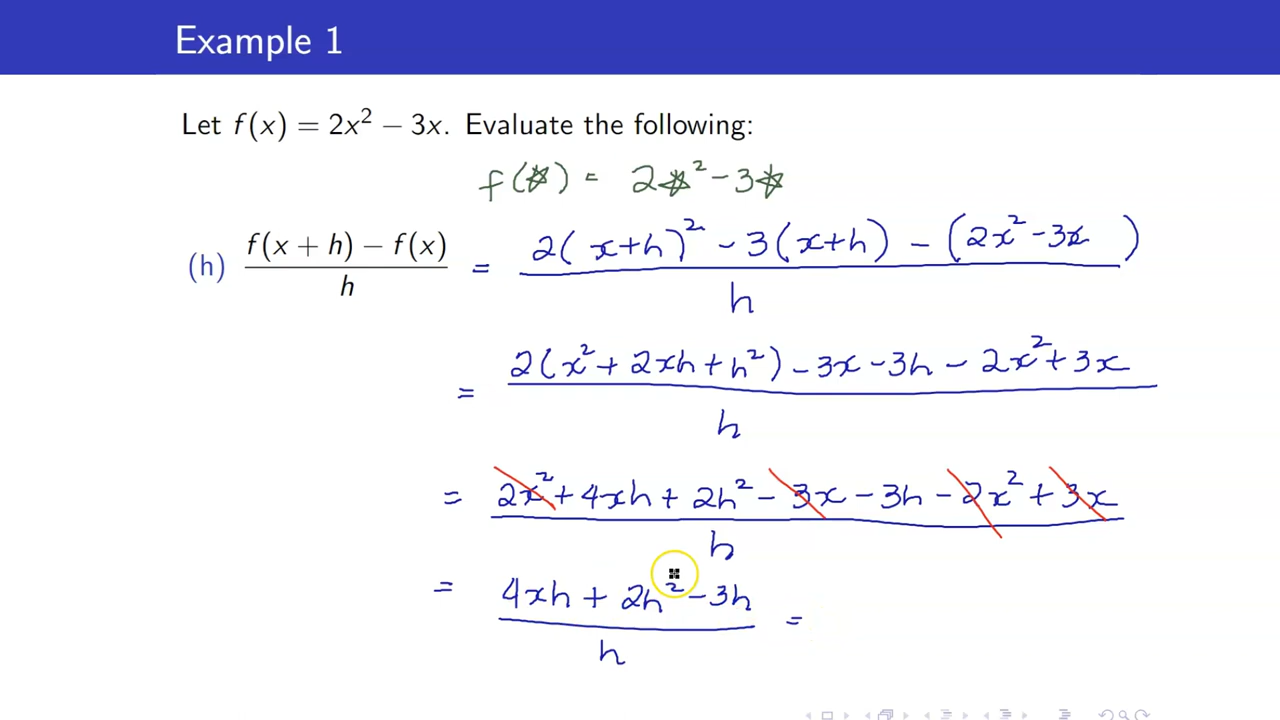 Example 1
Let f(x) = 2x² − 3x. Evaluate the following:
f(☆) = 2☆² − 3☆
(h) f(x + h) − f(x) / h = 2(x+h)² − 3(x+h) − (2x² − 3x) / h
= 2(x² + 2xh + h²) − 3x − 3h − 2x² + 3x / h
= 2x² + 4xh + 2h² − 3x − 3h − 2x² + 3x / h
= 4xh + 2h² − 3h / h =